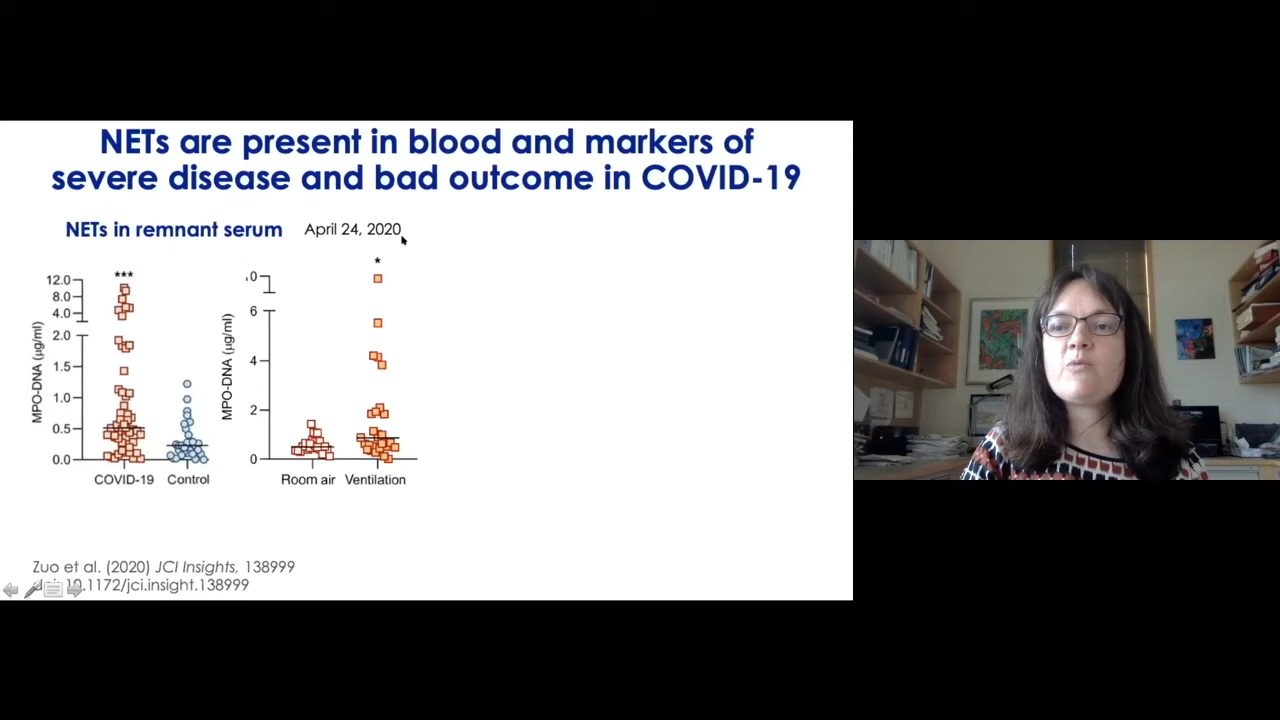 NETs are present in blood and markers of
severe disease and bad outcome in COVID-19
NETs in remnant serum
April 24, 2020
***
12.0
8.0
4.0
2.0
1.5
1.0
0.5
0.0
MPO-DNA (µg/ml)
COVID-19
Control
*
.0
6
4
2
0
MPO-DNA (µg/ml)
Room air
Ventilation
Zuo et al. (2020) JCI Insights, 138999
10.1172/jci.insight.138999